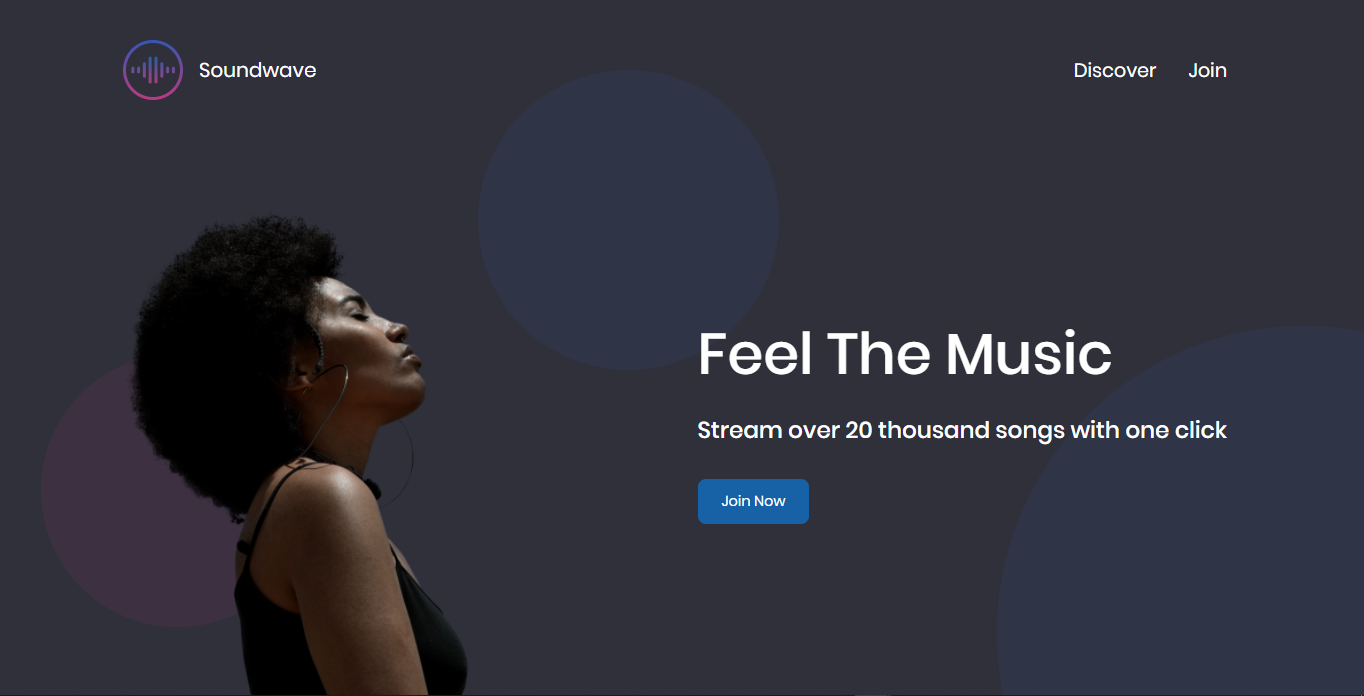 Soundwave
Discover
Join
Feel The Music
Stream over 20 thousand songs with one click
Join Now